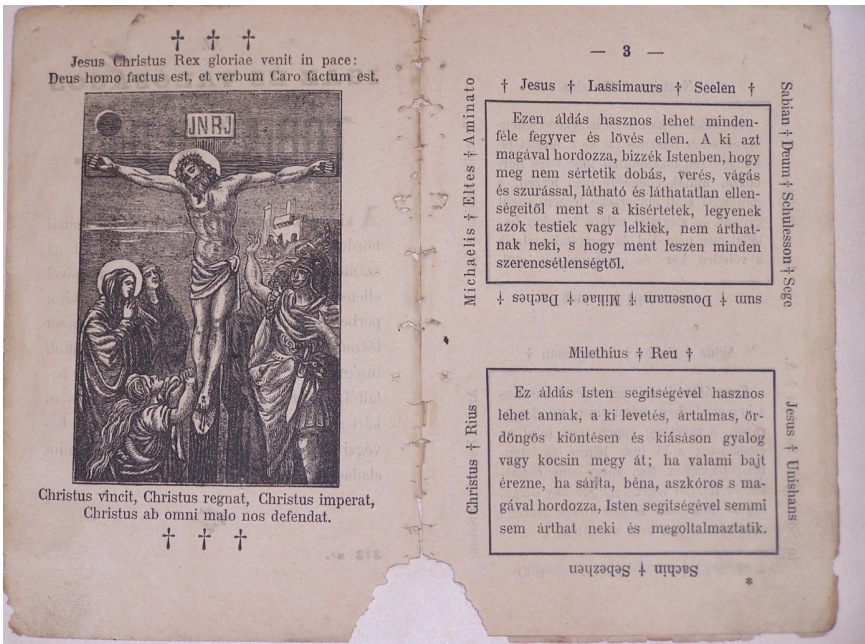 † † †
Jesus Christus Rex gloriae venit in pace:
Deus homo factus est, et verbum Caro factum est.
JNRJ
Christus vincit, Christus regnat, Christus imperat,
Christus ab omni malo nos defendat.
† † †
— 3 —
† Jesus † Lassimaurs † Seelen †
Sabian † Deum † Schulesson † Sege
sum † Dousenam † Miliae † Daches †
Michaelis † Eltes † Aminato
Ezen áldás hasznos lehet minden-
féle fegyver és lövés ellen. A ki azt
magával hordozza, bizzék Istenben, hogy
meg nem sértetik dobás, verés, vágás
és szurással, látható és láthatatlan ellen-
ségeitől ment s a kisértetek, legyenek
azok testiek vagy lelkiek, nem árthat-
nak neki, s hogy ment leszen minden
szerencsétlenségtől.
Milethius † Reu †
Jesus † Unishans
Sachin † Sebezhen
Christus † Rius
Ez áldás Isten segitségével hasznos
lehet annak, a ki levetés, ártalmas, ör-
döngös kiöntésen és kiásáson gyalog
vagy kocsin megy át; ha valami bajt
érezne, ha sánta, béna, aszkóros s ma-
gával hordozza, Isten segitségével semmi
sem árthat neki és megoltalmaztatik.
*